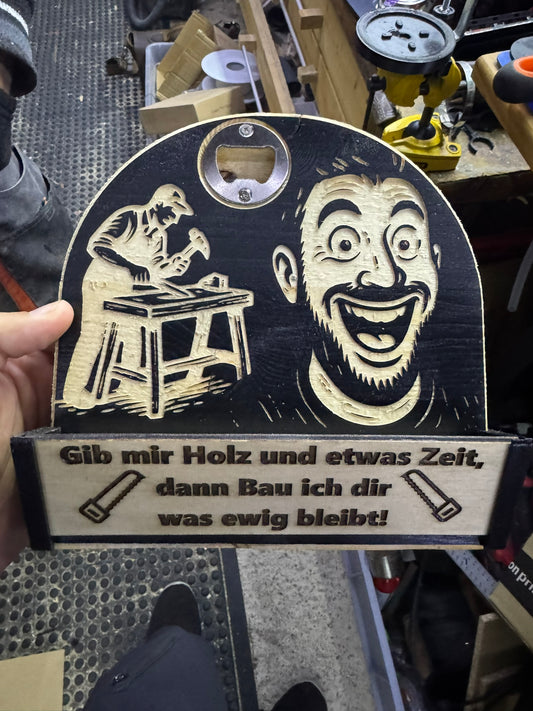 Gib mir Holz und etwas Zeit,
dann Bau ich dir
was ewig bleibt!